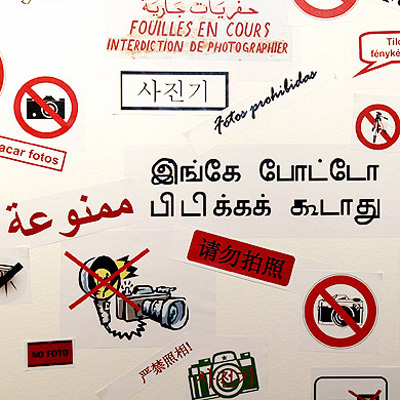 حفريات جارية
FOUILLES EN COURS
INTERDICTION DE PHOTOGRAPHIER
사진기
Fotos prohibidas
acar fotos
ممنوعة
இங்கே போட்டோ
பிடிக்கக் கூடாது
请勿拍照
NO FOTO
严禁照相!